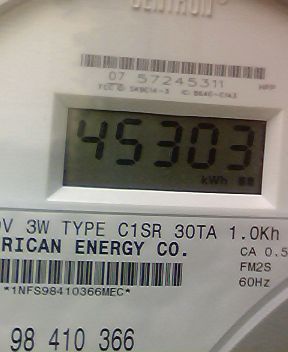 CENTRON
07 57245311
45303
kWh
V 3W TYPE C1SR 30TA 1.0Kh
RICAN ENERGY CO.
CA 0.5
FM2S
60Hz
*1NFS98410366MEC*
98 410 366